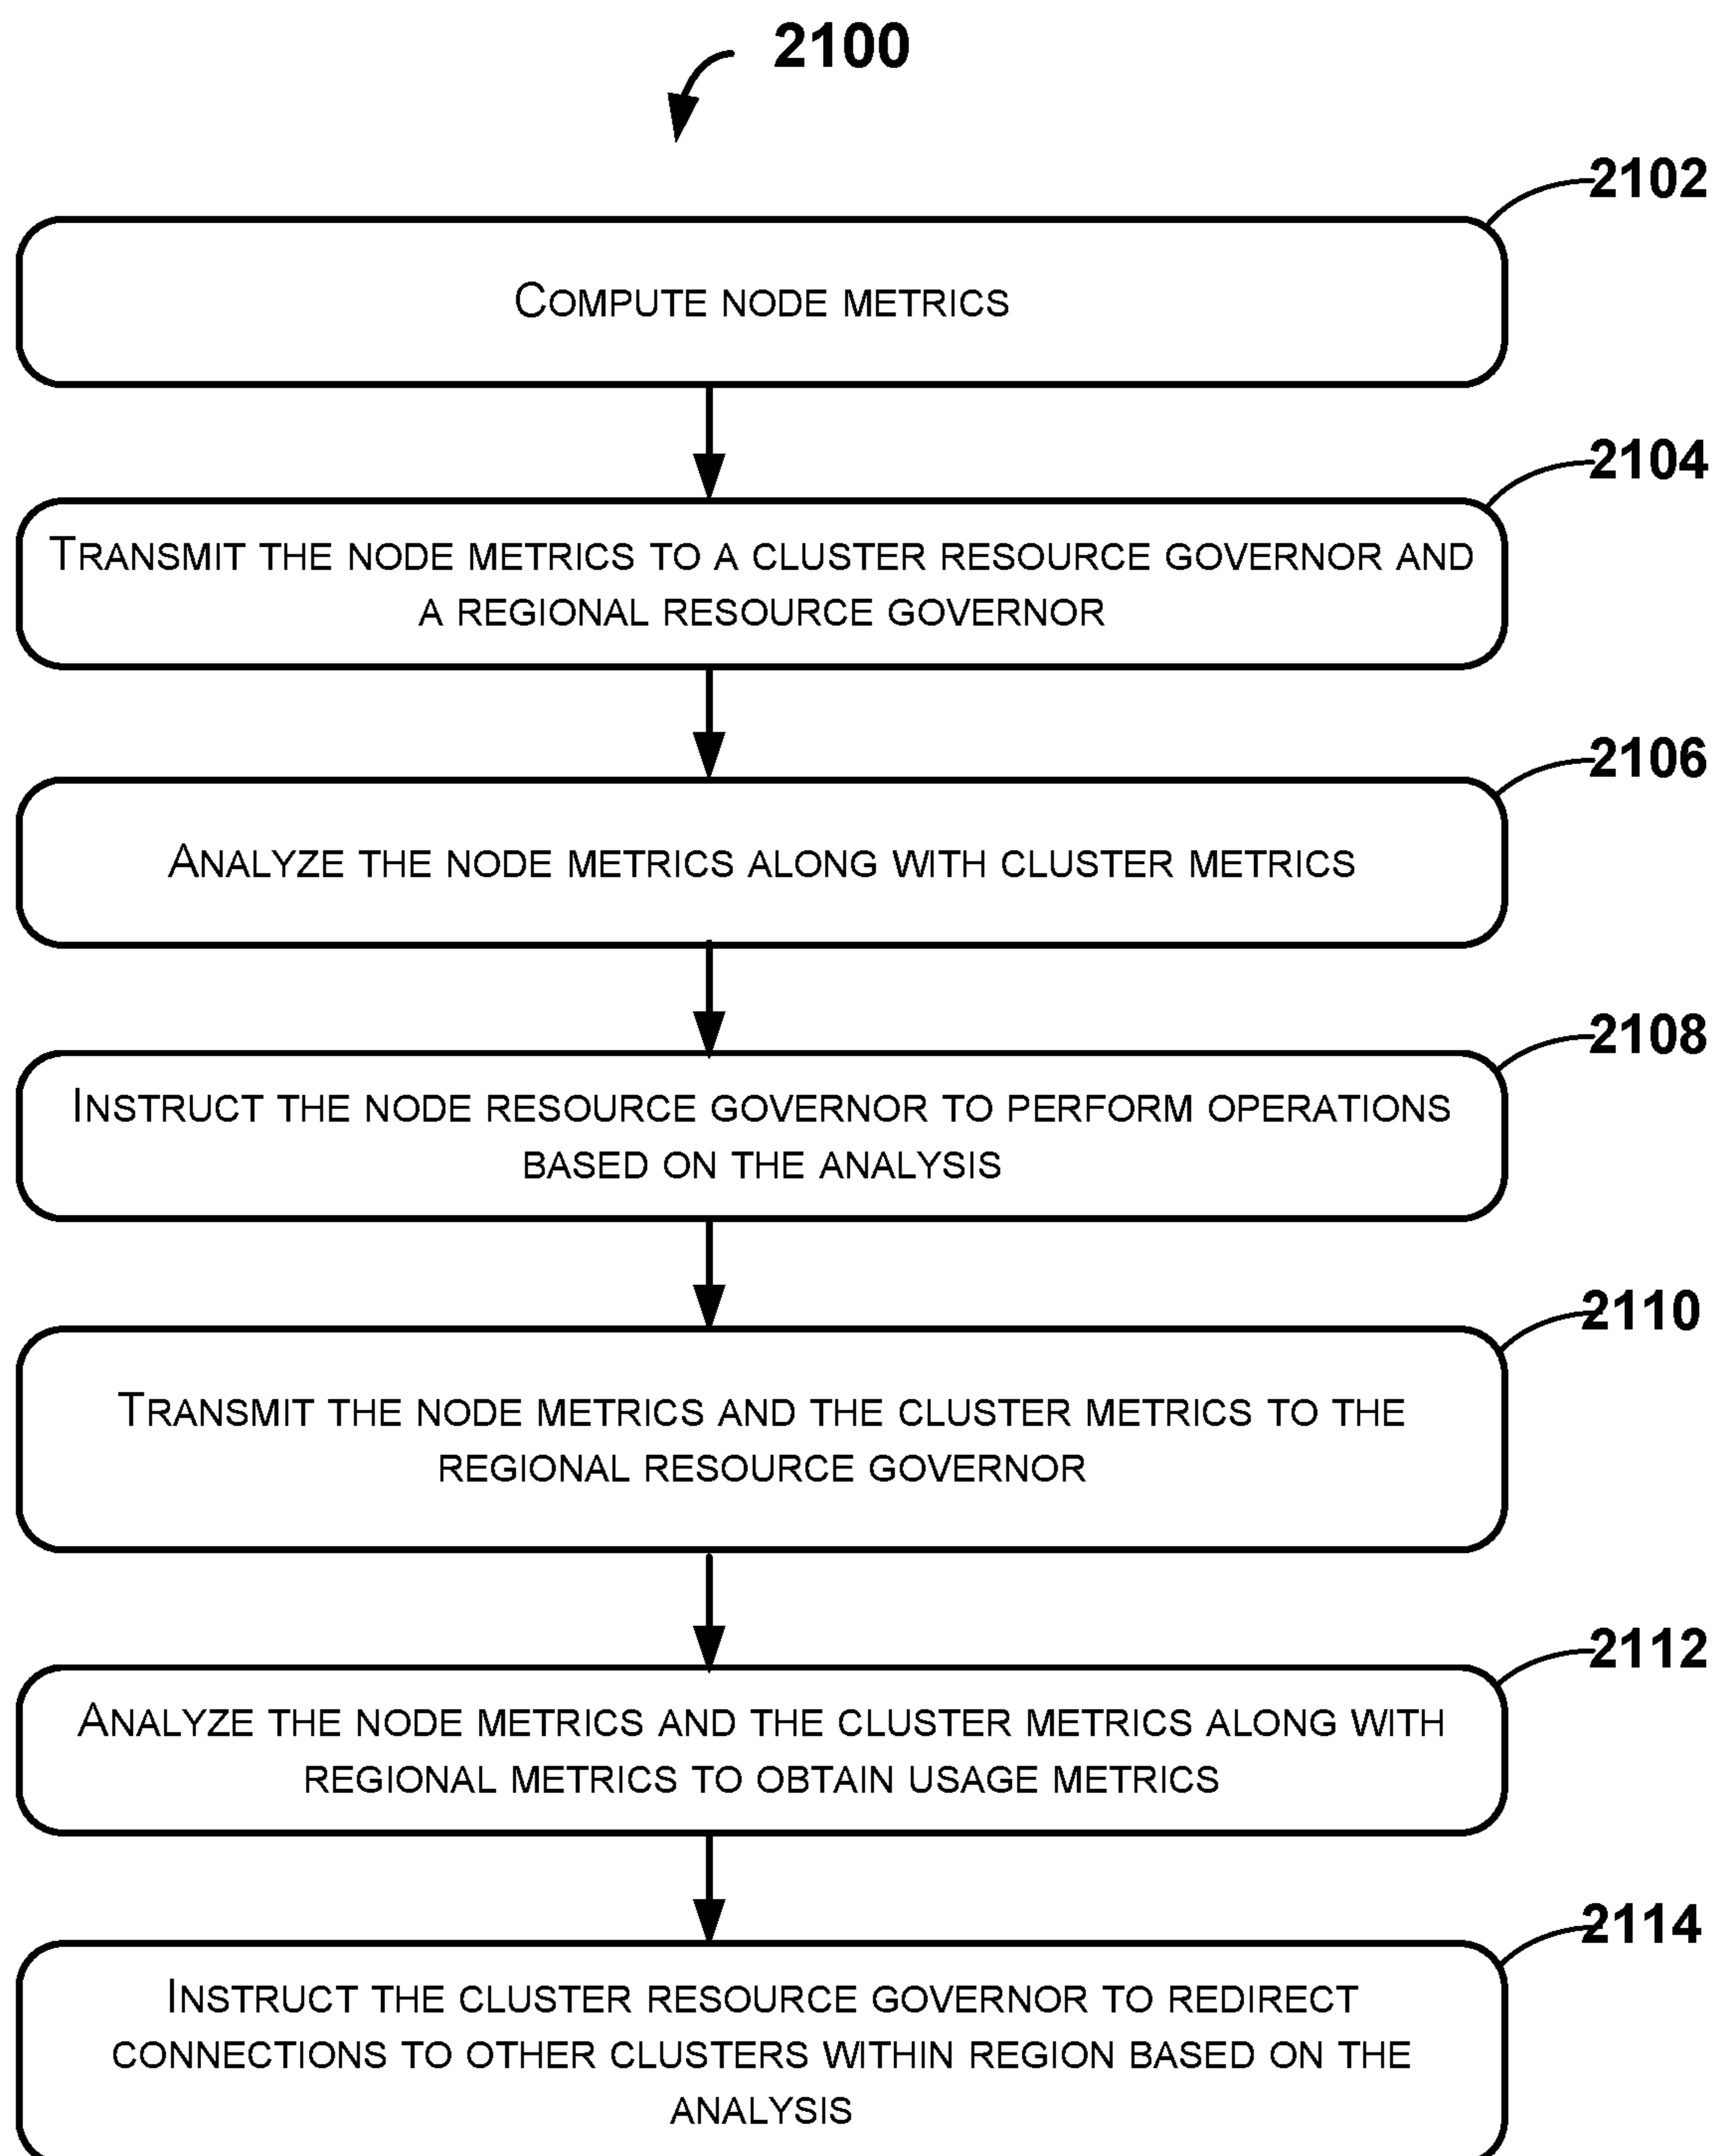 2100
2102
COMPUTE NODE METRICS
2104
TRANSMIT THE NODE METRICS TO A CLUSTER RESOURCE GOVERNOR AND
A REGIONAL RESOURCE GOVERNOR
2106
ANALYZE THE NODE METRICS ALONG WITH CLUSTER METRICS
2108
INSTRUCT THE NODE RESOURCE GOVERNOR TO PERFORM OPERATIONS
BASED ON THE ANALYSIS
2110
TRANSMIT THE NODE METRICS AND THE CLUSTER METRICS TO THE
REGIONAL RESOURCE GOVERNOR
2112
ANALYZE THE NODE METRICS AND THE CLUSTER METRICS ALONG WITH
REGIONAL METRICS TO OBTAIN USAGE METRICS
2114
INSTRUCT THE CLUSTER RESOURCE GOVERNOR TO REDIRECT
CONNECTIONS TO OTHER CLUSTERS WITHIN REGION BASED ON THE
ANALYSIS